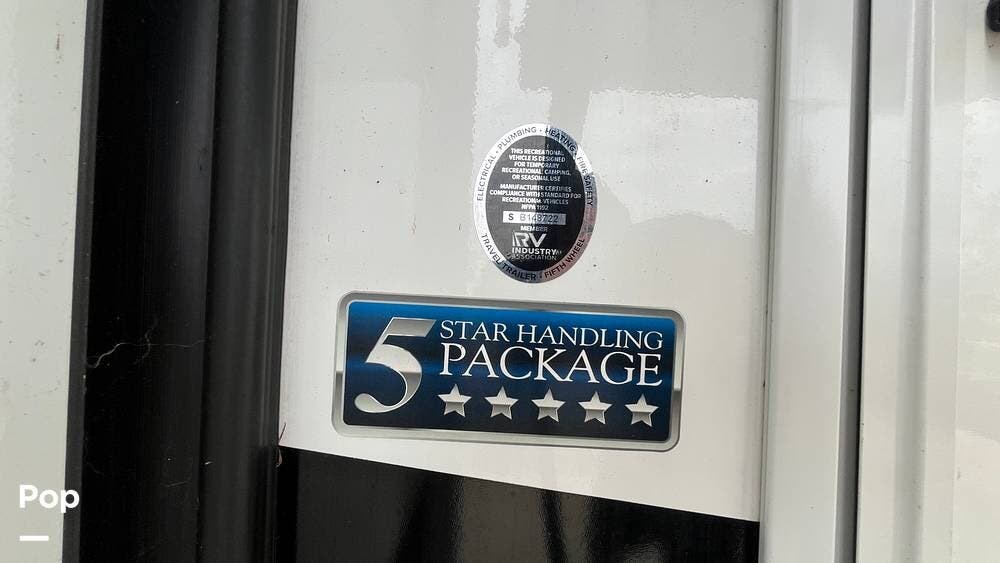 ELECTRICAL • PLUMBING • HEATING • FIRE SAFETY
THIS RECREATIONAL
VEHICLE IS DESIGNED
FOR TEMPORARY
RECREATIONAL, CAMPING,
OR SEASONAL USE
MANUFACTURER CERTIFIES
COMPLIANCE WITH STANDARD FOR
RECREATIONAL VEHICLES
NFPA 1192
S B148722
MEMBER
RV
INDUSTRY
ASSOCIATION
TRAVEL TRAILER • FIFTH WHEEL
5 STAR HANDLING
PACKAGE
Pop